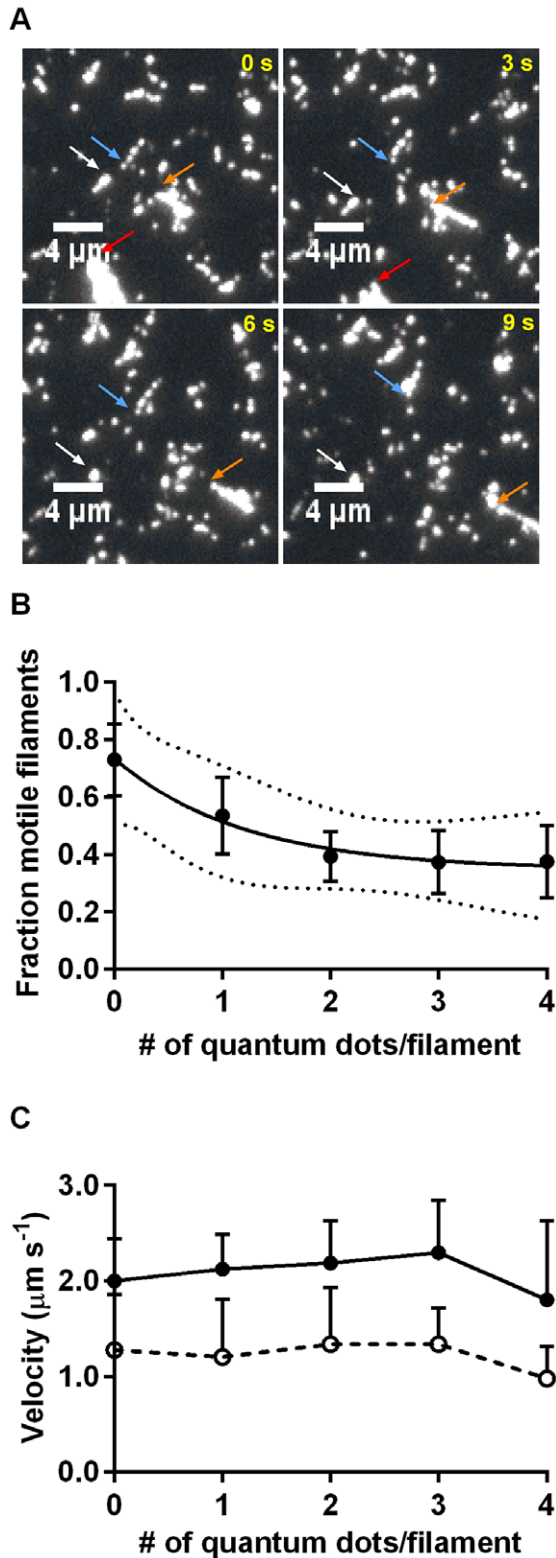 A
0 s
3 s
4 μm
4 μm
6 s
9 s
4 μm
4 μm
B
Fraction motile filaments
1.0
0.8
0.6
0.4
0.2
0.0
0 1 2 3 4
# of quantum dots/filament
C
Velocity (μm s⁻¹)
3.0
2.0
1.0
0.0
0 1 2 3 4
# of quantum dots/filament